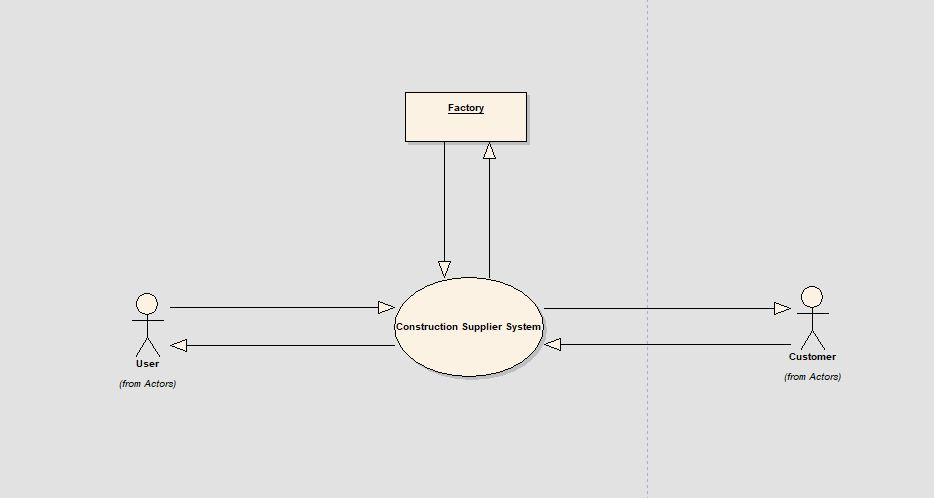 Factory
Construction Supplier System
User
(from Actors)
Customer
(from Actors)